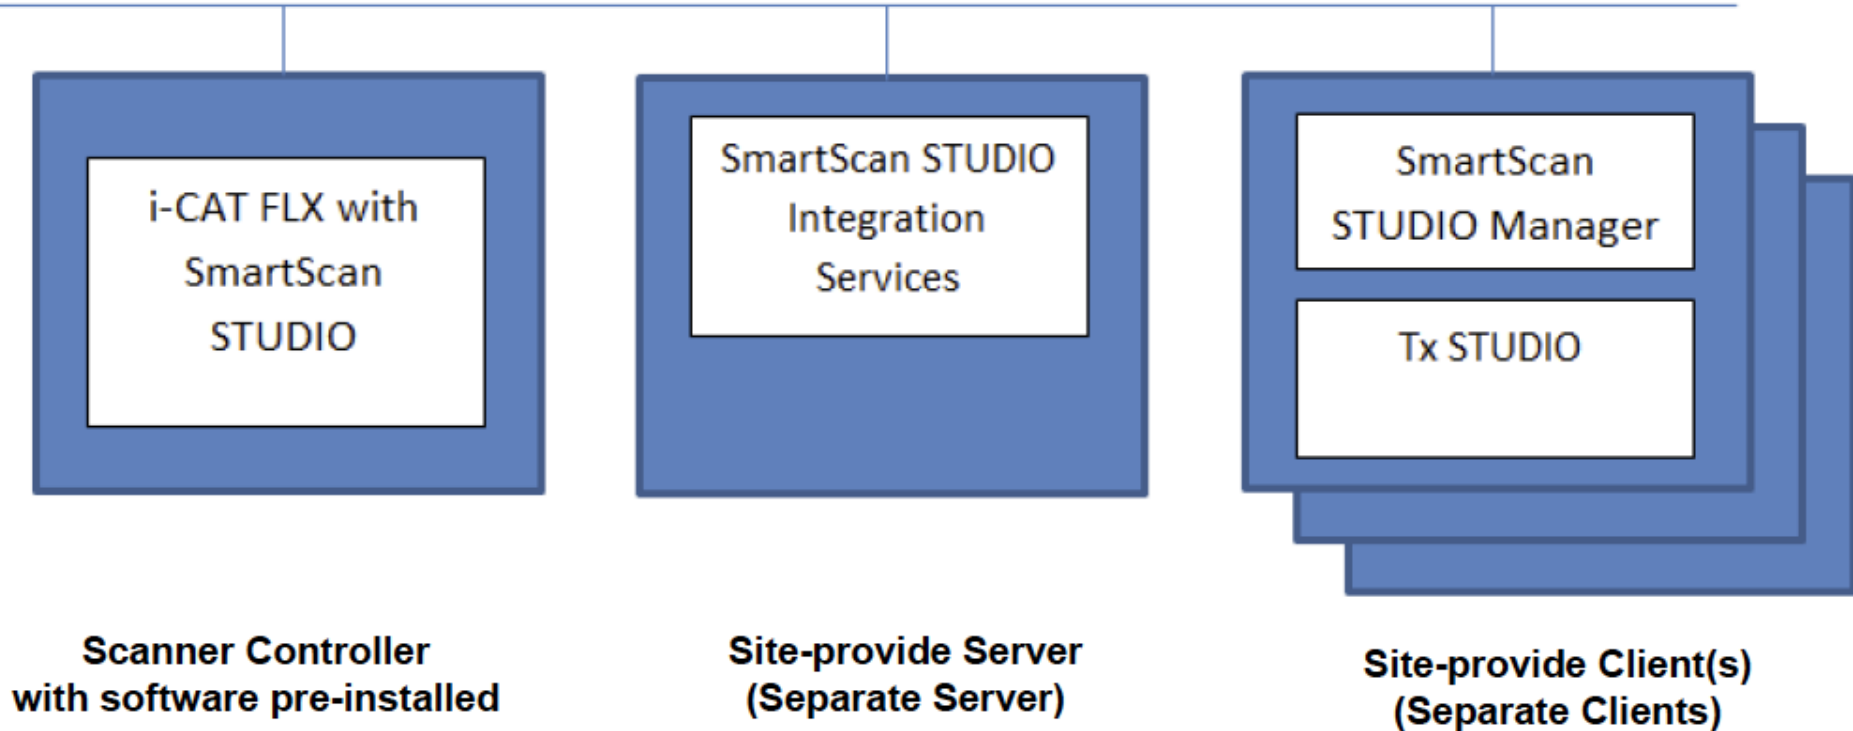 i-CAT FLX with
SmartScan
STUDIO
SmartScan STUDIO
Integration
Services
SmartScan
STUDIO Manager
Tx STUDIO
Scanner Controller
with software pre-installed
Site-provide Server
(Separate Server)
Site-provide Client(s)
(Separate Clients)